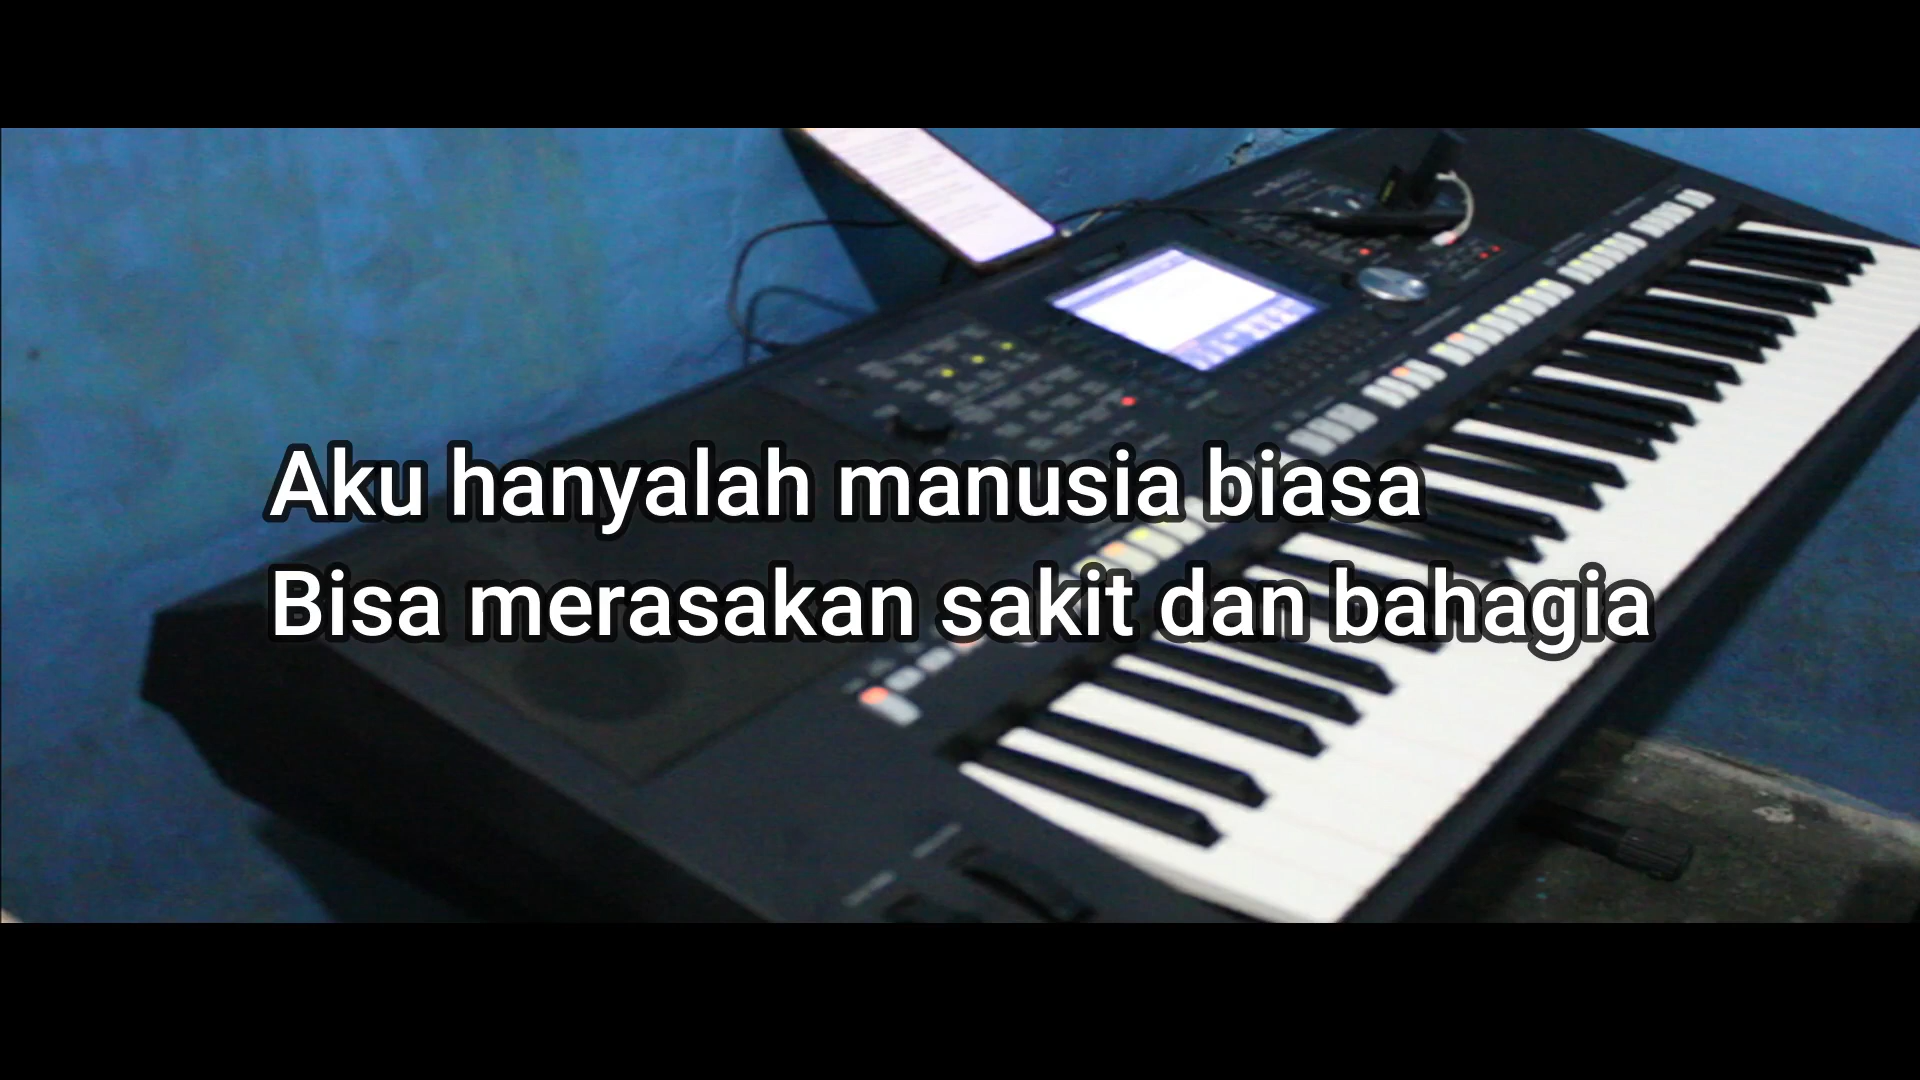 Aku hanyalah manusia biasa
Bisa merasakan sakit dan bahagia